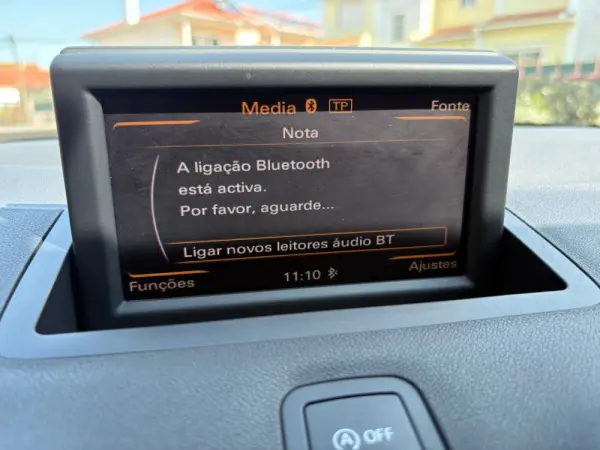 Media TP Fonte
Nota
A ligação Bluetooth
está activa.
Por favor, aguarde...
Ligar novos leitores áudio BT
Funções 11:10 Ajustes
A OFF